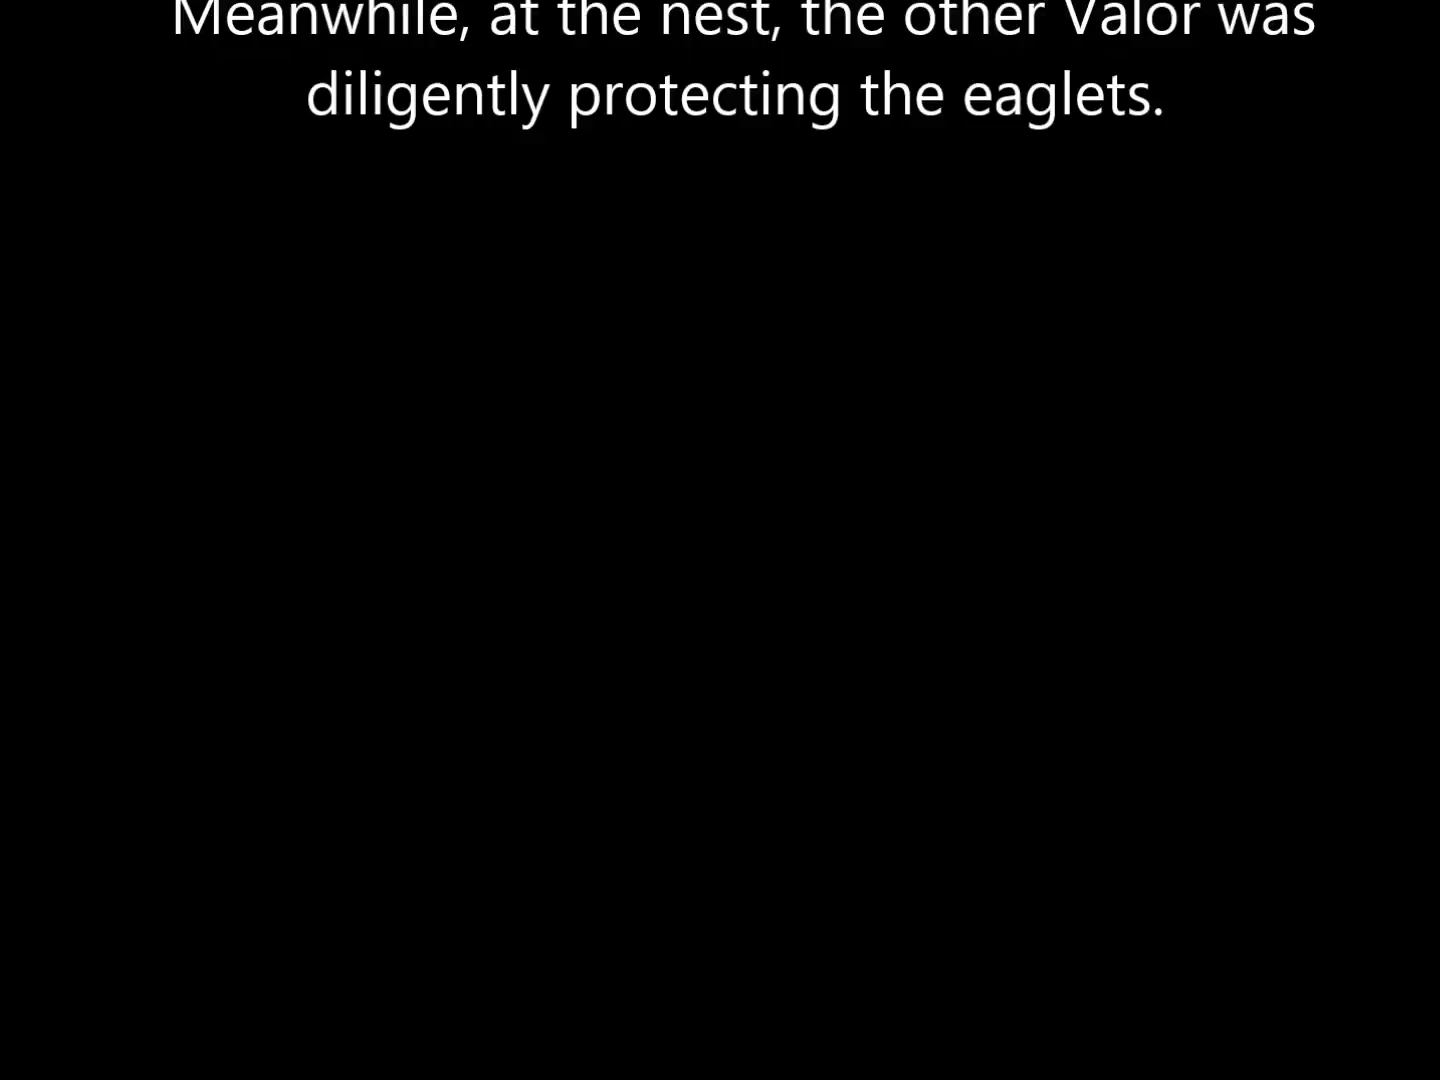 Meanwhile, at the nest, the other Valor was
diligently protecting the eaglets.